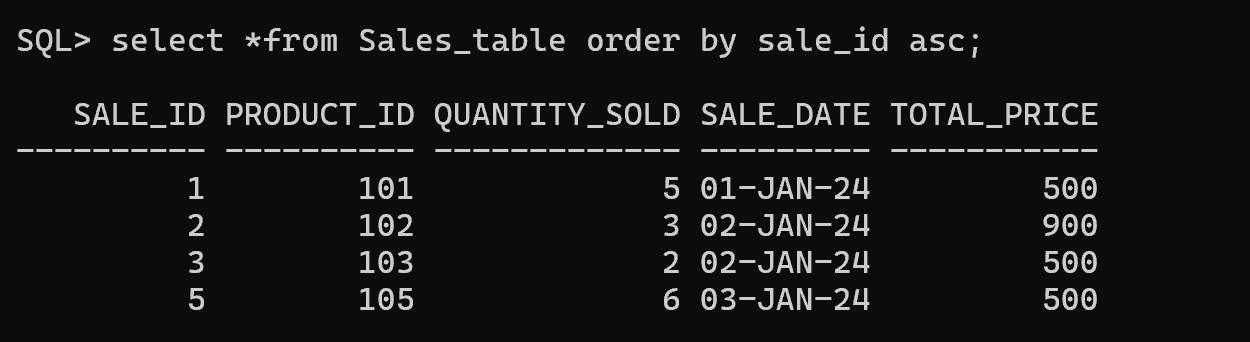 SQL> select *from Sales_table order by sale_id asc;
   SALE_ID PRODUCT_ID QUANTITY_SOLD SALE_DATE TOTAL_PRICE
---------- ---------- ------------- --------- -----------
         1        101             5 01-JAN-24         500
         2        102             3 02-JAN-24         900
         3        103             2 02-JAN-24         500
         5        105             6 03-JAN-24         500